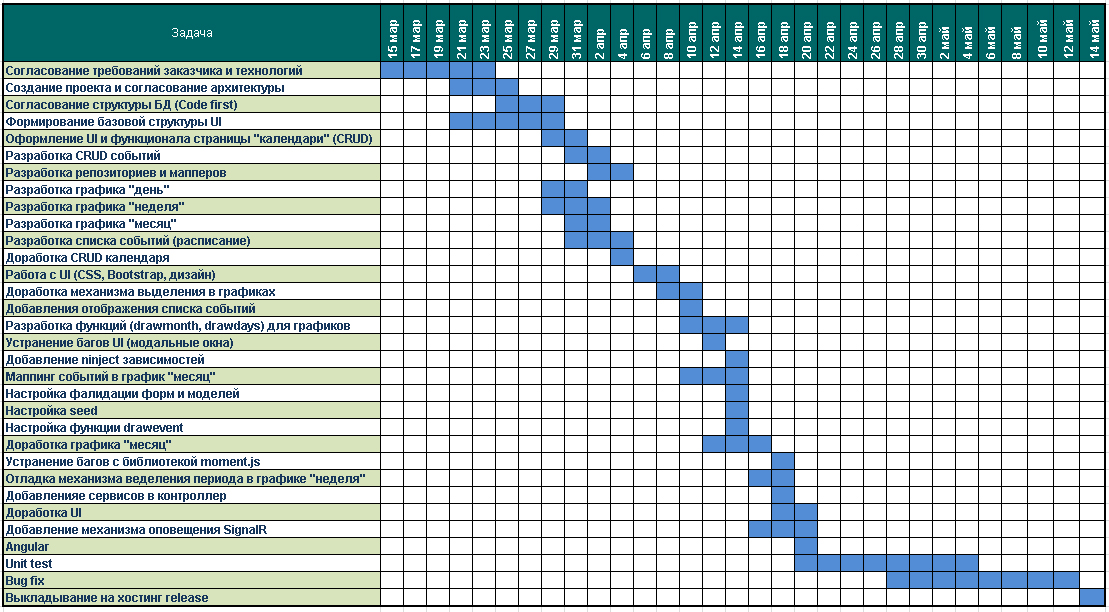 Задача
15 мар 17 мар 19 мар 21 мар 23 мар 25 мар 27 мар 29 мар 31 мар 2 апр 4 апр 6 апр 8 апр 10 апр 12 апр 14 апр 16 апр 18 апр 20 апр 22 апр 24 апр 26 апр 28 апр 30 апр 2 май 4 май 6 май 8 май 10 май 12 май 14 май
Согласование требований заказчика и технологий
Создание проекта и согласование архитектуры
Согласование структуры БД (Code first)
Формирование базовой структуры UI
Оформление UI и функционала страницы "календари" (CRUD)
Разработка CRUD событий
Разработка репозиториев и мапперов
Разработка графика "день"
Разработка графика "неделя"
Разработка графика "месяц"
Разработка списка событий (расписание)
Доработка CRUD календаря
Работа с UI (CSS, Bootstrap, дизайн)
Доработка механизма выделения в графиках
Добавления отображения списка событий
Разработка функций (drawmonth, drawdays) для графиков
Устранение багов UI (модальные окна)
Добавление ninject зависимостей
Маппинг событий в график "месяц"
Настройка фалидации форм и моделей
Настройка seed
Настройка функции drawevent
Доработка графика "месяц"
Устранение багов с библиотекой moment.js
Отладка механизма веделения периода в графике "неделя"
Добавленияе сервисов в контроллер
Доработка UI
Добавление механизма оповещения SignalR
Angular
Unit test
Bug fix
Выкладывание на хостинг release